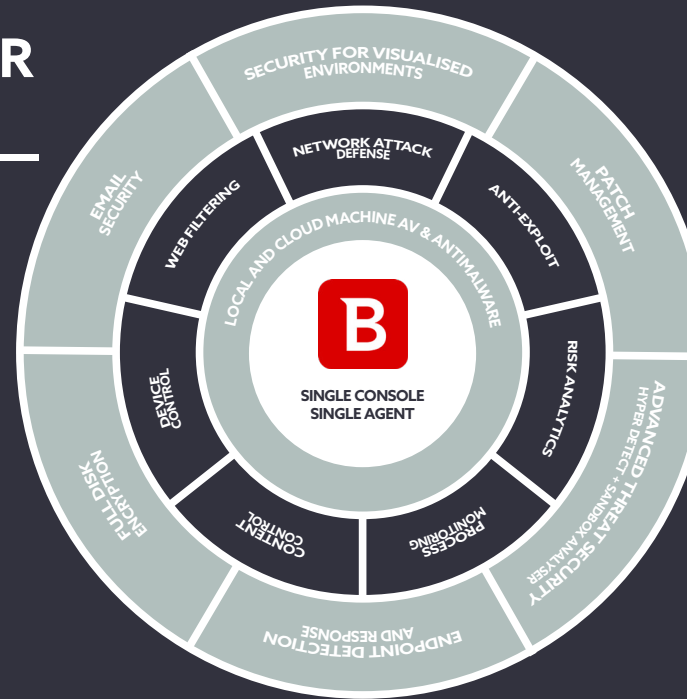 R
SECURITY FOR VISUALISED
ENVIRONMENTS
PATCH
MANAGEMENT
ADVANCED THREAT SECURITY
HYPER DETECT + SANDBOX ANALYSER
ENDPOINT DETECTION
AND RESPONSE
FULL DISK
ENCRYPTION
EMAIL
SECURITY
NETWORK ATTACK
DEFENSE
ANTI-EXPLOIT
RISK ANALYTICS
PROCESS
MONITORING
CONTENT
CONTROL
DEVICE
CONTROL
WEB FILTERING
LOCAL AND CLOUD MACHINE AV & ANTIMALWARE
B
SINGLE CONSOLE
SINGLE AGENT